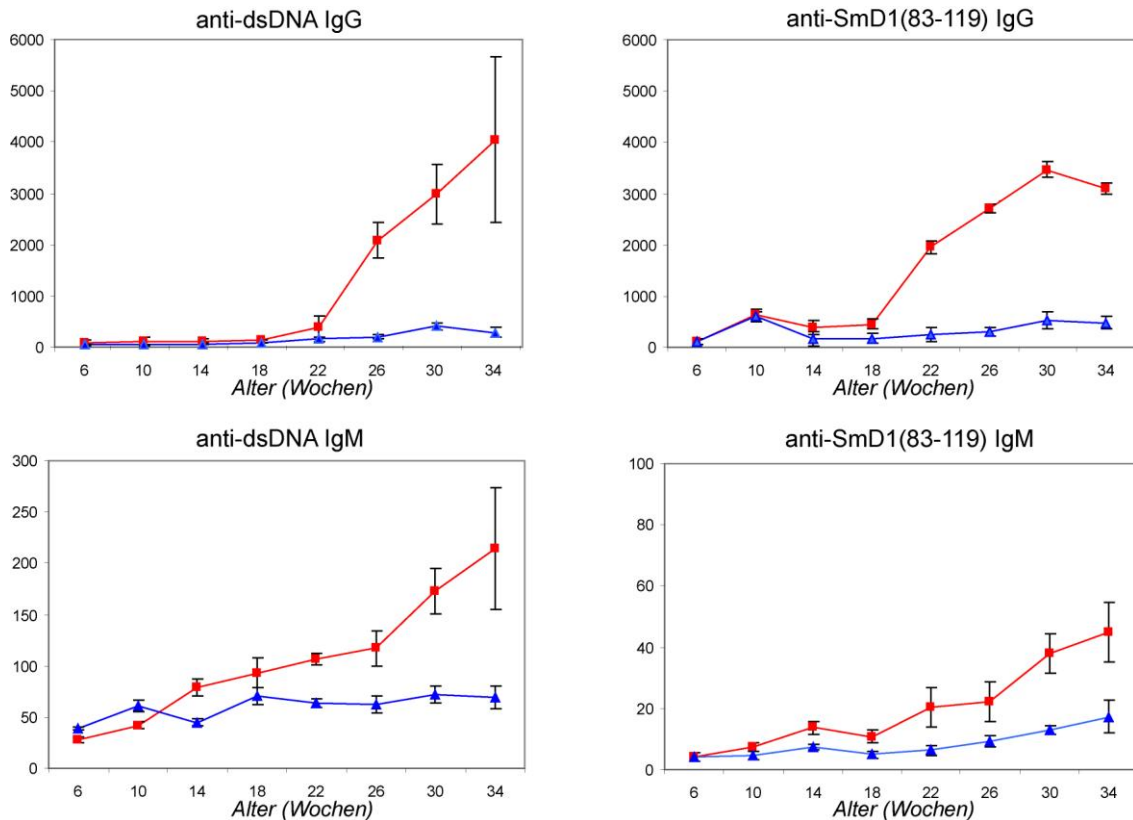 anti-dsDNA IgG
6000
5000
4000
3000
2000
1000
0
6 10 14 18 22 26 30 34
Alter (Wochen)
anti-SmD1(83-119) IgG
6000
5000
4000
3000
2000
1000
0
6 10 14 18 22 26 30 34
Alter (Wochen)
anti-dsDNA IgM
300
250
200
150
100
50
0
6 10 14 18 22 26 30 34
Alter (Wochen)
anti-SmD1(83-119) IgM
100
80
60
40
20
0
6 10 14 18 22 26 30 34
Alter (Wochen)